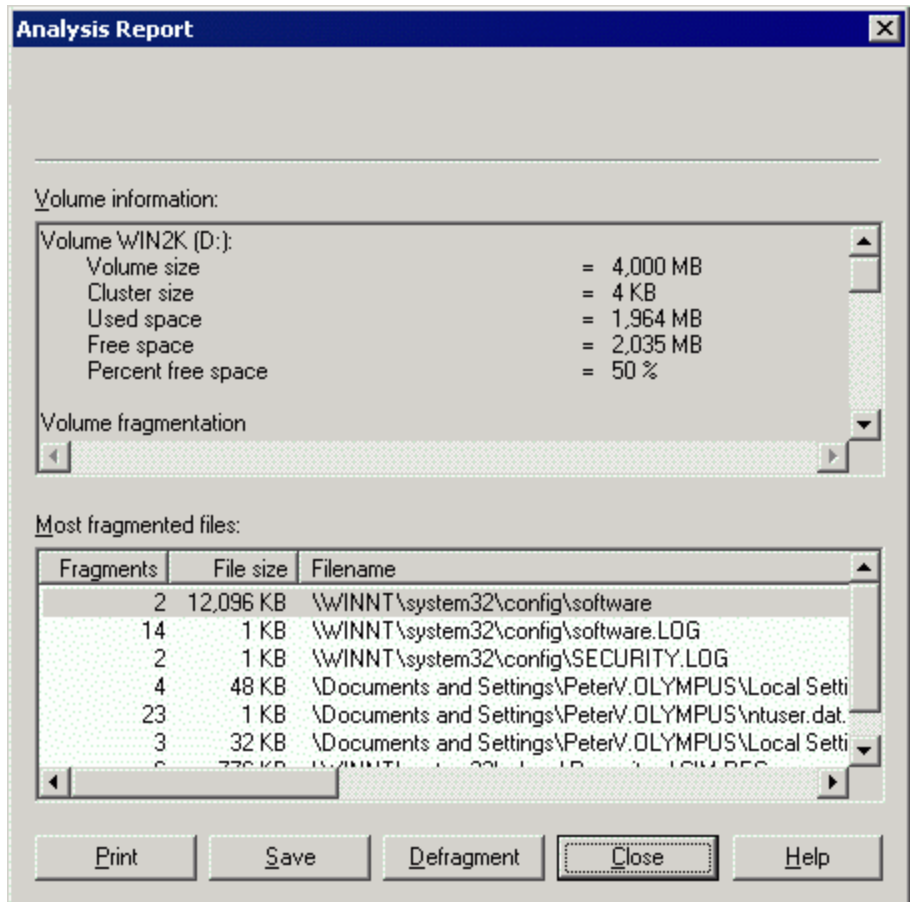 Analysis Report
Volume information:
Volume WIN2K (D:):
Volume size = 4,000 MB
Cluster size = 4 KB
Used space = 1,964 MB
Free space = 2,035 MB
Percent free space = 50 %
Volume fragmentation
Most fragmented files:
Fragments File size Filename
2 12,096 KB \WINNT\system32\config\software
14 1 KB \WINNT\system32\config\software.LOG
2 1 KB \WINNT\system32\config\SECURITY.LOG
4 48 KB \Documents and Settings\PeterV.OLYMPUS\Local Setti
23 1 KB \Documents and Settings\PeterV.OLYMPUS\ntuser.dat.
3 32 KB \Documents and Settings\PeterV.OLYMPUS\Local Setti
Print Save Defragment Close Help